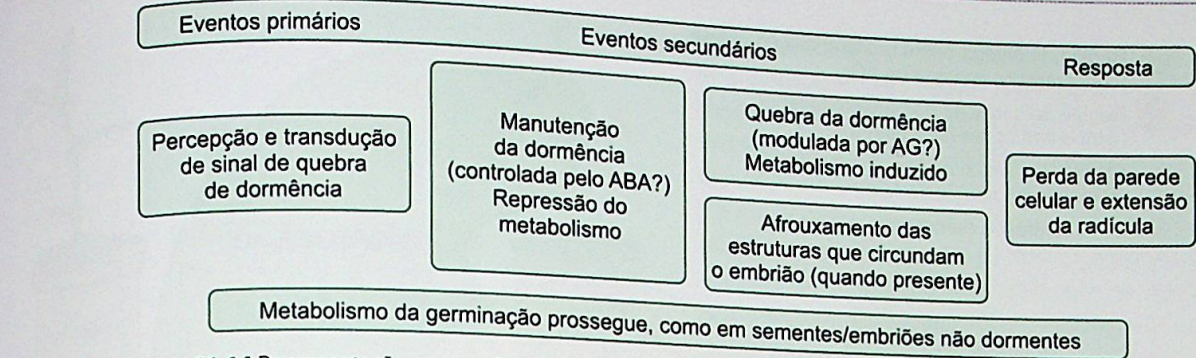 Eventos primários
Eventos secundários
Resposta
Percepção e transdução
de sinal de quebra
de dormência
Manutenção
da dormência
(controlada pelo ABA?)
Repressão do
metabolismo
Quebra da dormência
(modulada por AG?)
Metabolismo induzido
Afrouxamento das
estruturas que circundam
o embrião (quando presente)
Perda da parede
celular e extensão
da radícula
Metabolismo da germinação prossegue, como em sementes/embriões não dormentes